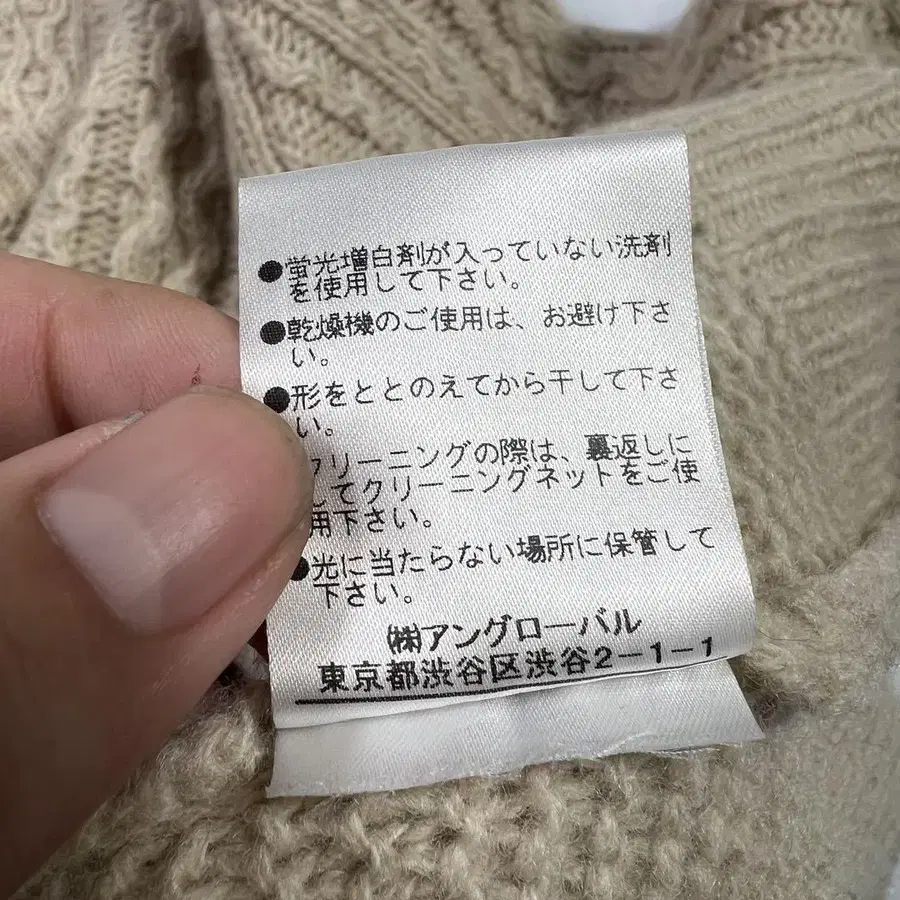 ●蛍光増白剤が入っていない洗剤
を使用して下さい。
●乾燥機のご使用は、お避け下さ
い。
●形をととのえてから干して下さ
い。
クリーニングの際は、裏返しに
してクリーニングネットをご使
用下さい。
●光に当たらない場所に保管して
下さい。
㈱アングローバル
東京都渋谷区渋谷2-1-1